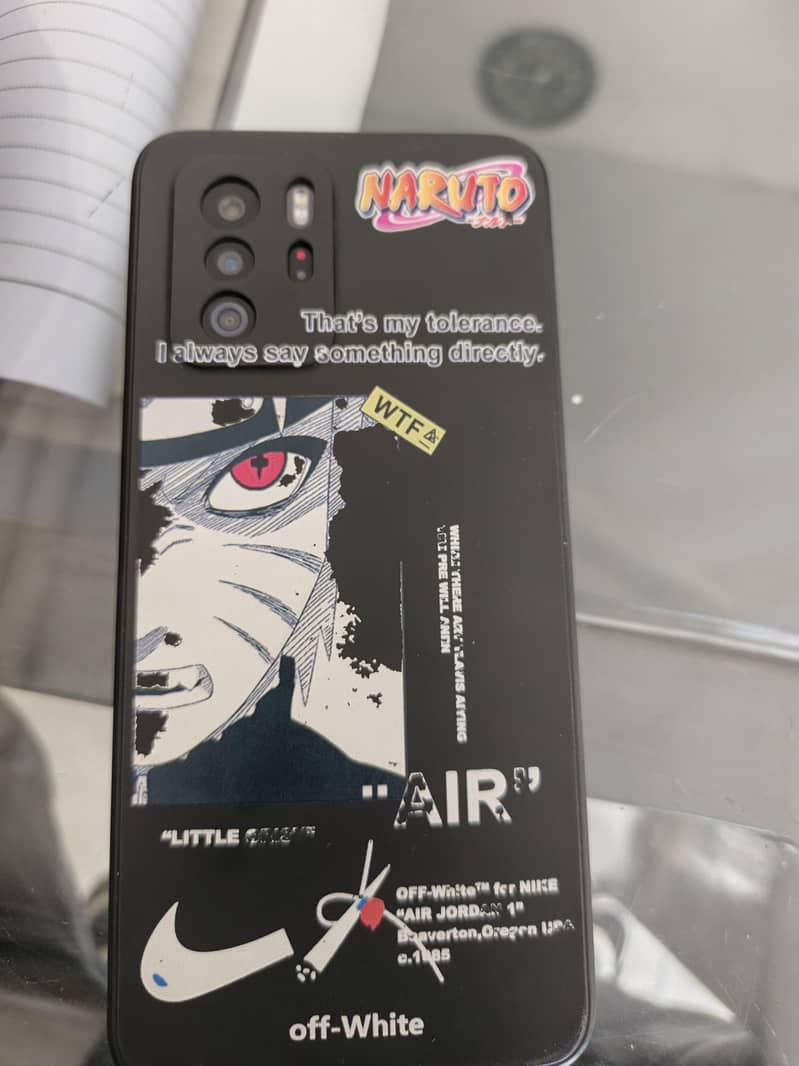 NARUTO
That's my tolerance.
I always say something directly.
WTF
"AIR"
"LITTLE
OFF-White™ for NIKE
"AIR JORDAN 1"
Beaverton,Oregon USA
c.1985
off-White